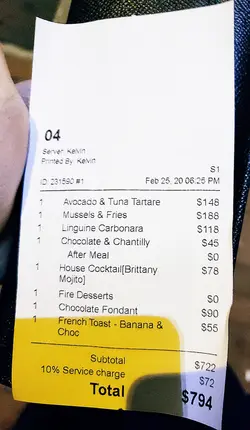 04
Server: Kelvin
Printed By: Kelvin
S1
ID: 231590 #1 Feb 25, 20 06:25 PM
1 Avocado & Tuna Tartare $148
1 Mussels & Fries $188
1 Linguine Carbonara $118
1 Chocolate & Chantilly $45
After Meal $0
1 House Cocktail[Brittany $78
Mojito]
1 Fire Desserts $0
1 Chocolate Fondant $90
1 French Toast - Banana & $55
Choc
Subtotal $722
10% Service charge $72
Total $794